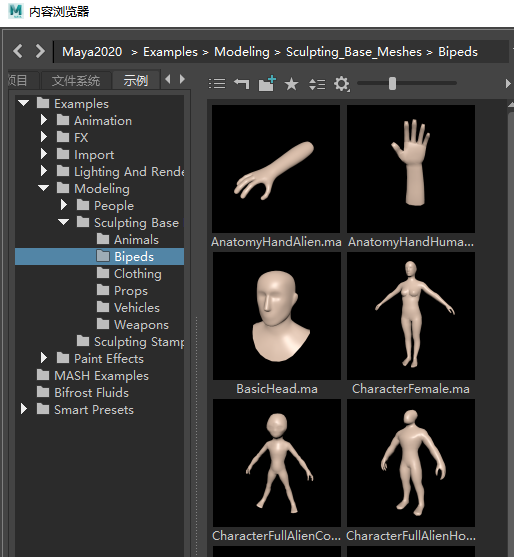 内容浏览器
Maya2020 > Examples > Modeling > Sculpting_Base_Meshes > Bipeds
项目 文件系统 示例
Examples
Animation
FX
Import
Lighting And Rende
Modeling
People
Sculpting Base
Animals
Bipeds
Clothing
Props
Vehicles
Weapons
Sculpting Stamp
Paint Effects
MASH Examples
Bifrost Fluids
Smart Presets
AnatomyHandAlien.ma AnatomyHandHuma...
BasicHead.ma CharacterFemale.ma
CharacterFullAlienCo... CharacterFullAlienHo...